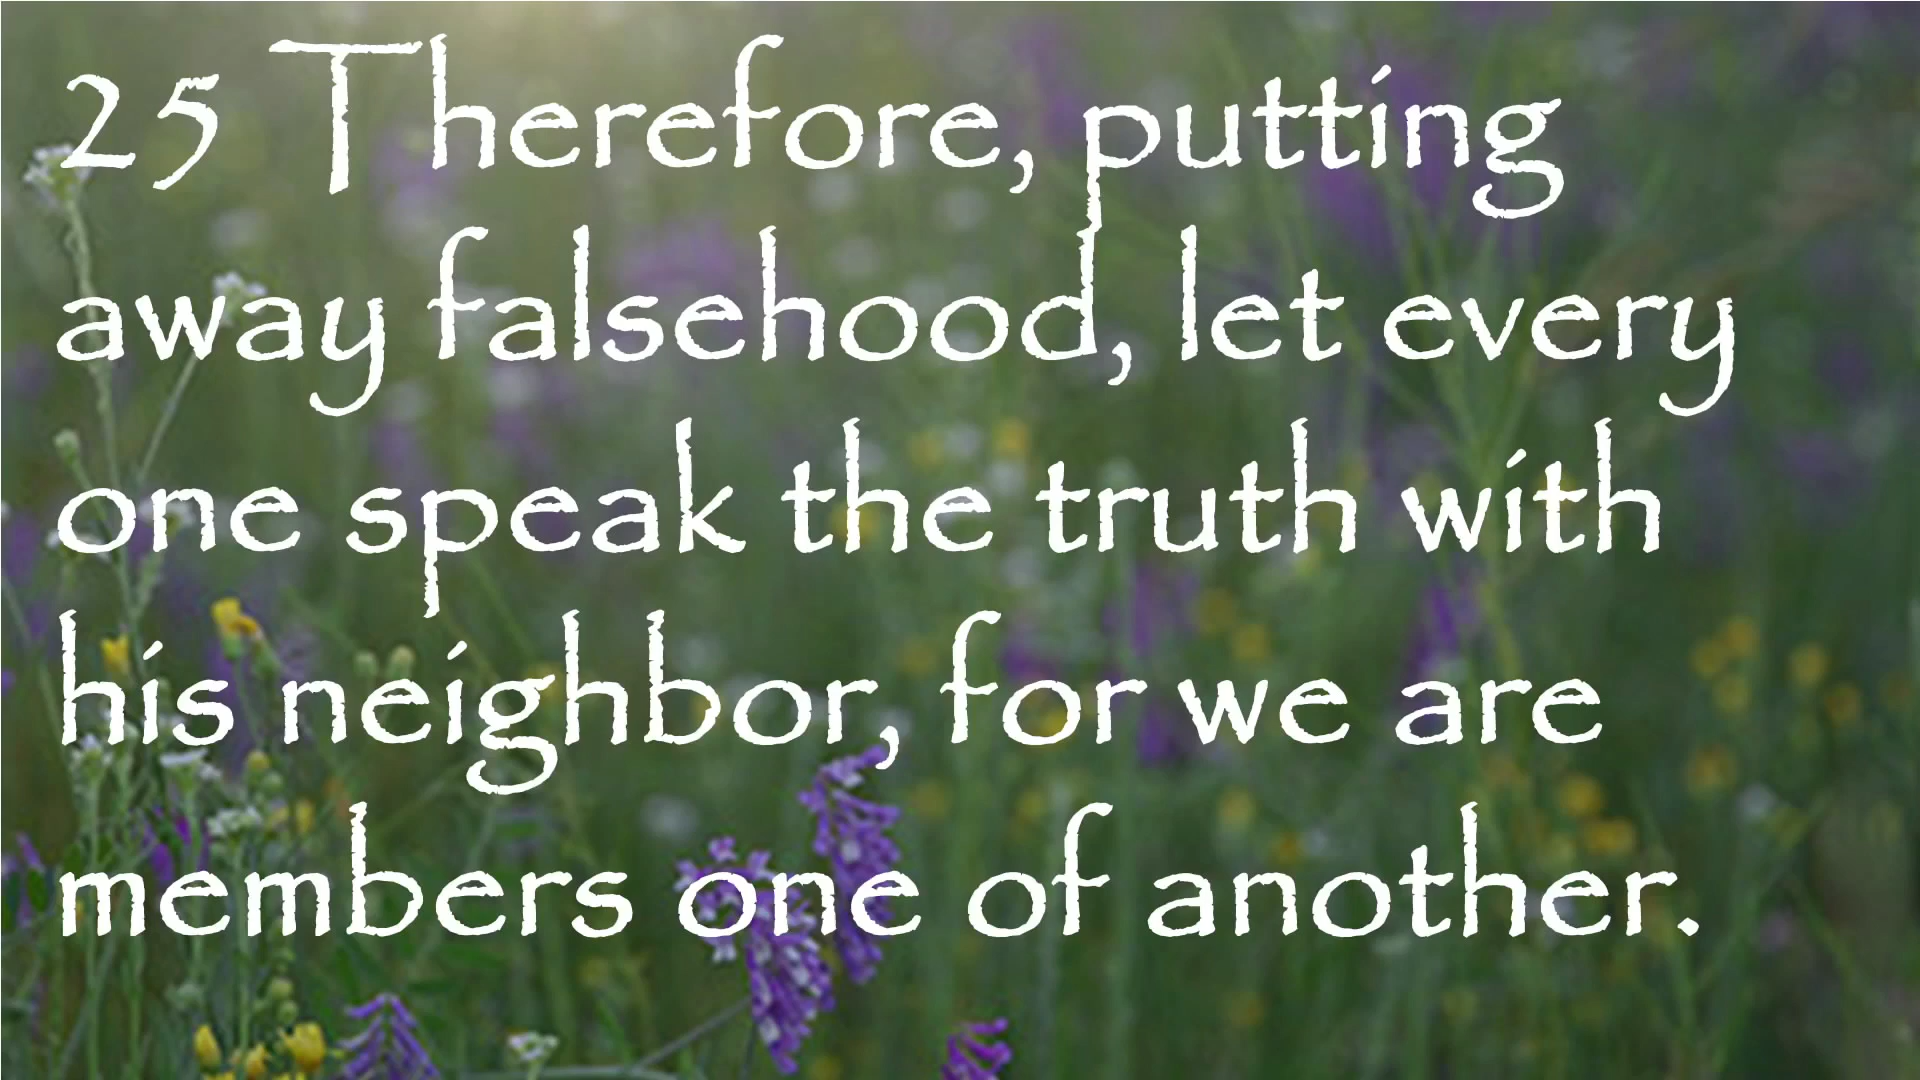 25 Therefore, putting
away falsehood, let every
one speak the truth with
his neighbor, for we are
members one of another.